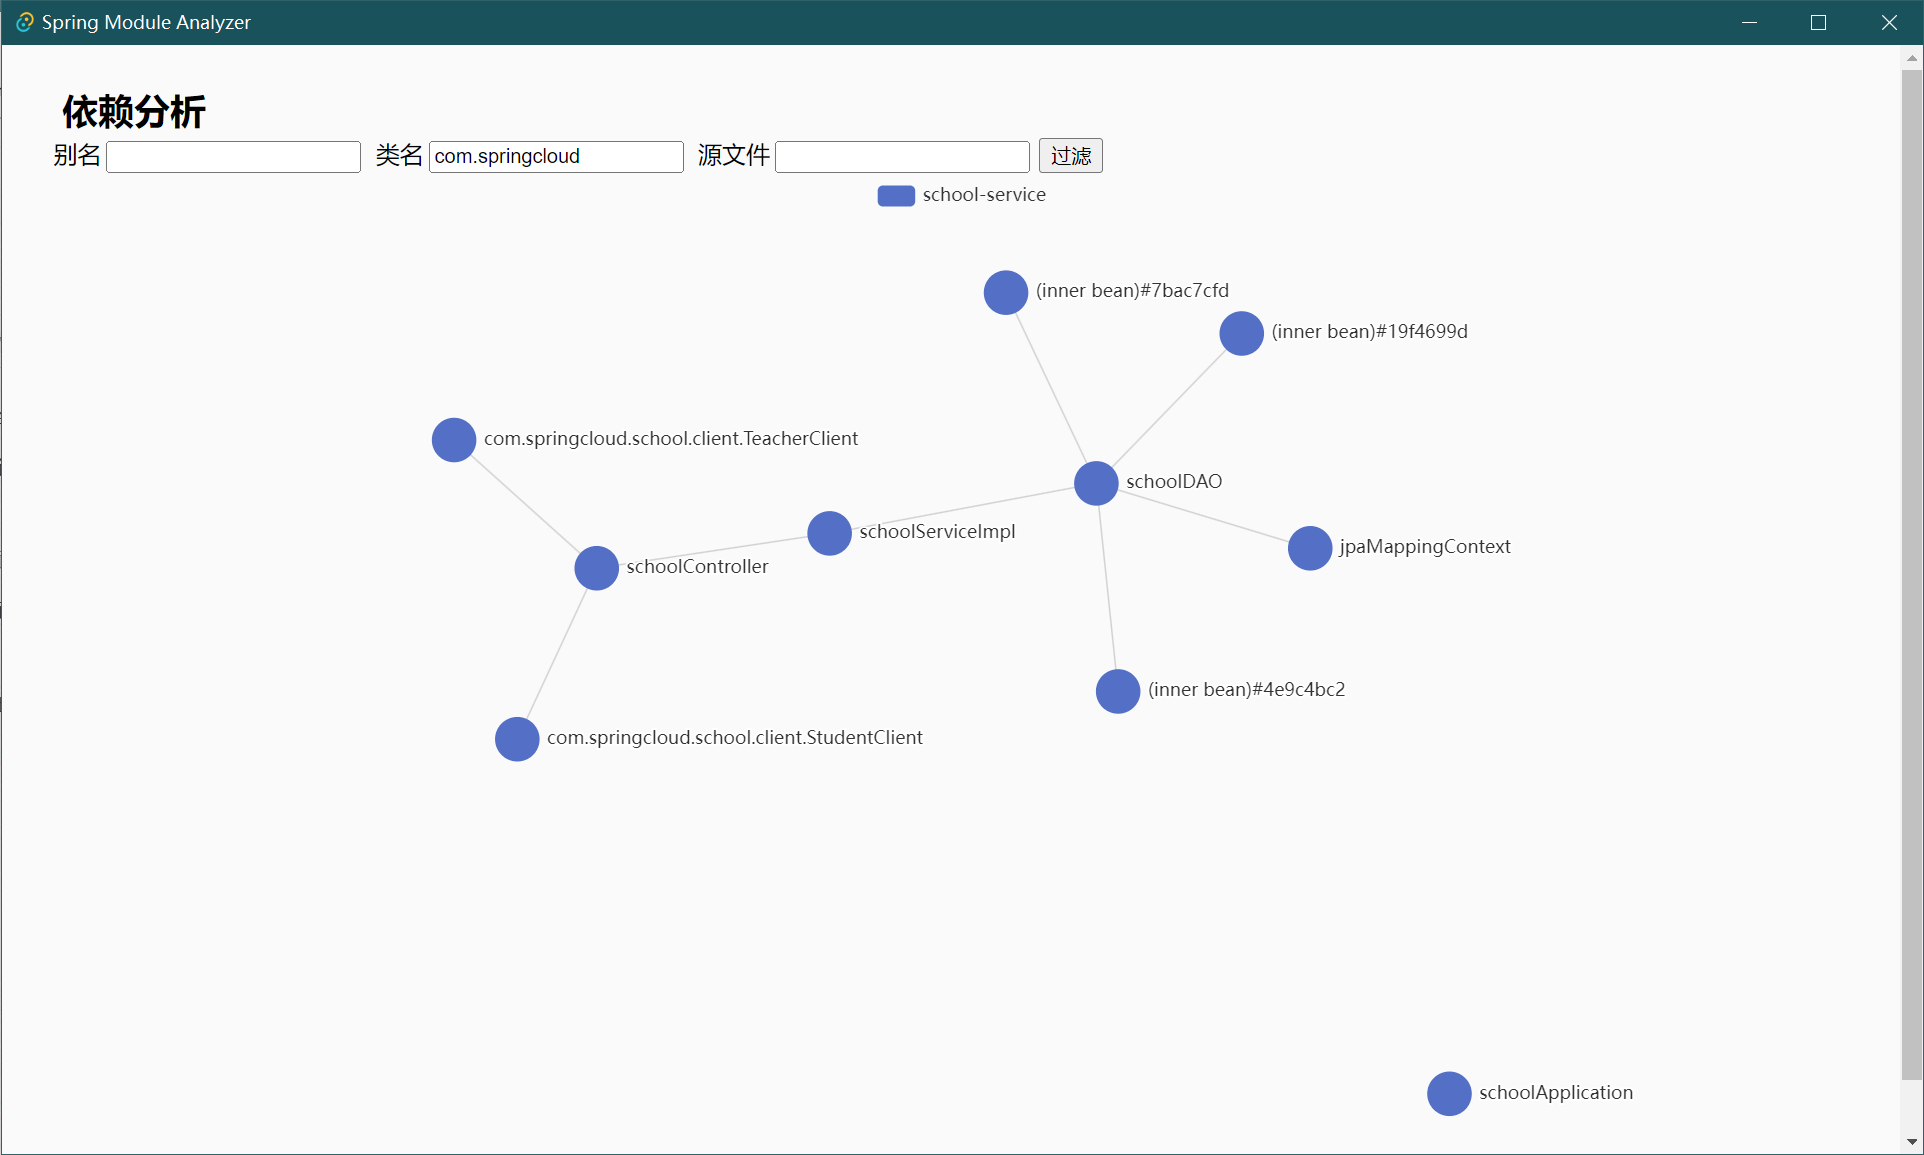 Spring Module Analyzer
依赖分析
别名 类名 com.springcloud 源文件 过滤
school-service
(inner bean)#7bac7cfd
(inner bean)#19f4699d
com.springcloud.school.client.TeacherClient
schoolDAO
schoolServiceImpl
jpaMappingContext
schoolController
(inner bean)#4e9c4bc2
com.springcloud.school.client.StudentClient
schoolApplication